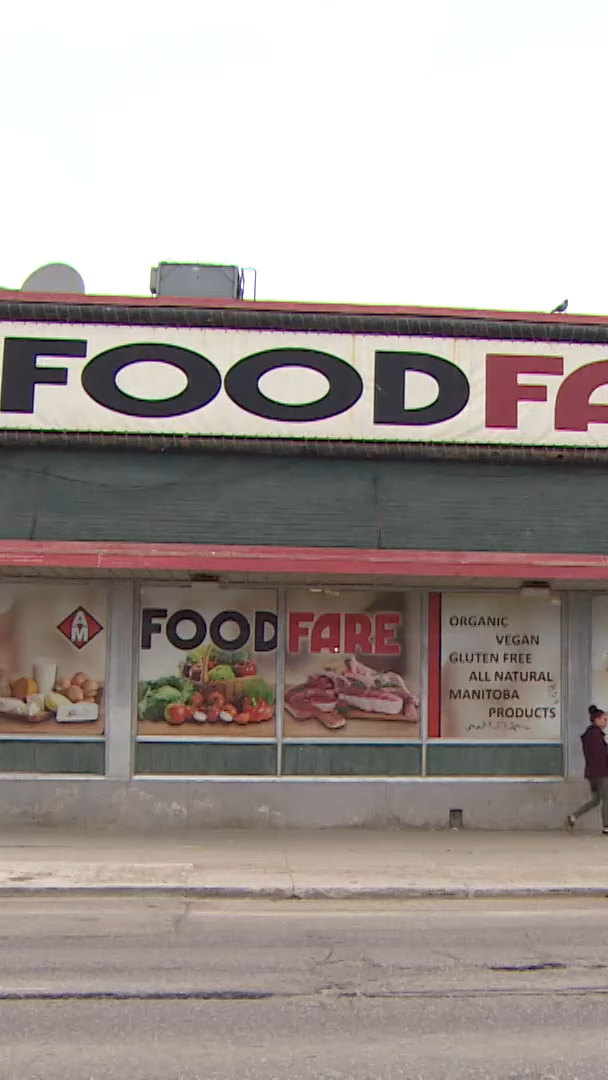 FOOD FA
AM
FOOD FARE
ORGANIC
VEGAN
GLUTEN FREE
ALL NATURAL
MANITOBA
PRODUCTS